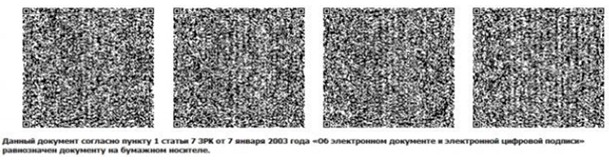 Данный документ согласно пункту 1 статьи 7 ЗРК от 7 января 2003 года «Об электронном документе и электронной цифровой подписи»
равнозначен документу на бумажном носителе.